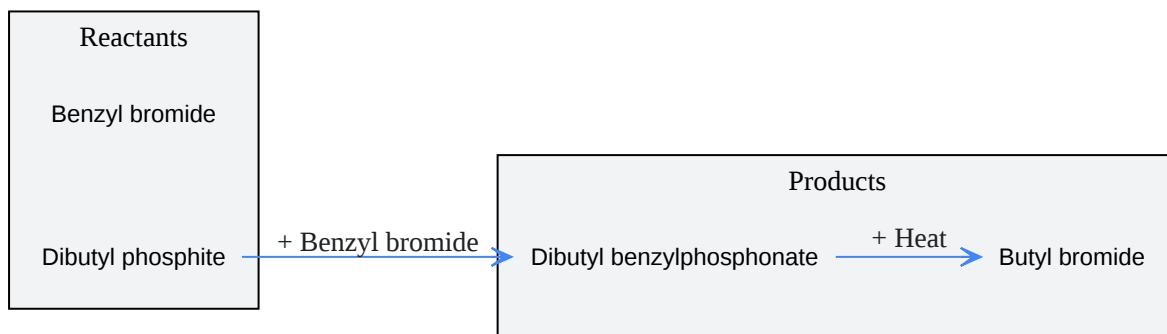 Reactants
Benzyl bromide
Products
Dibutyl phosphite
+ Benzyl bromide
Dibutyl benzylphosphonate
+ Heat
Butyl bromide